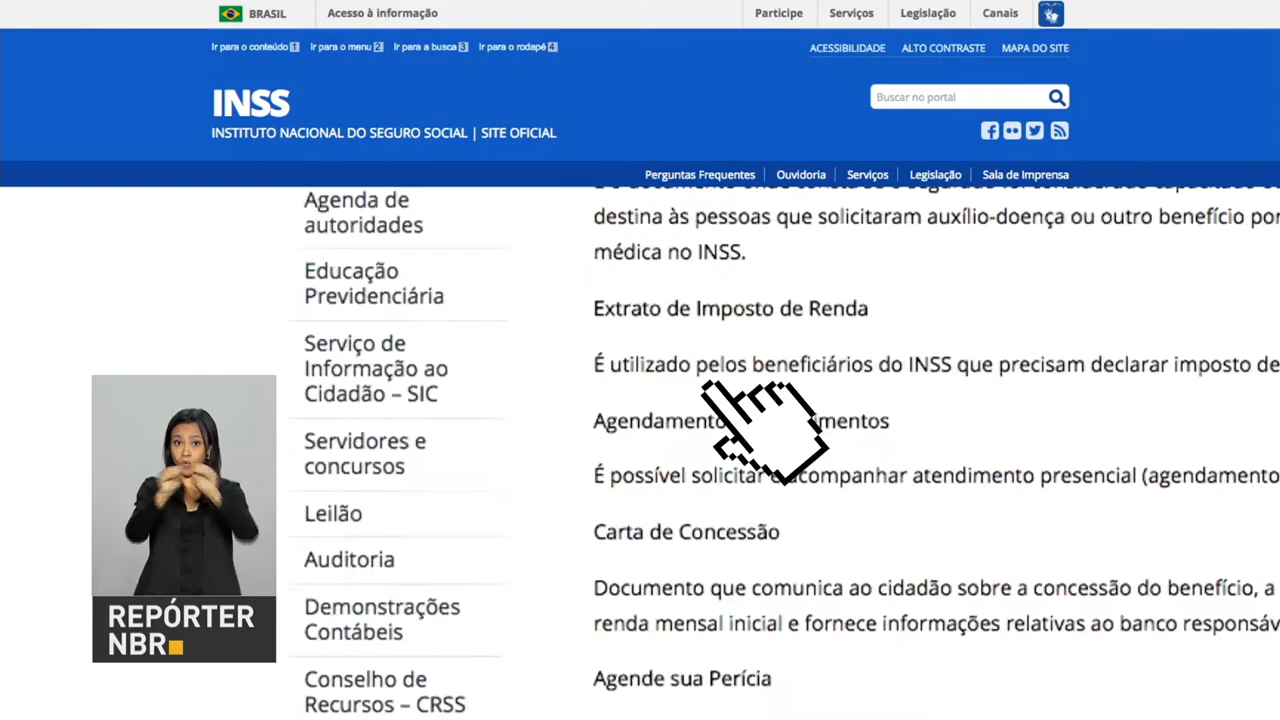 BRASIL
Acesso à informação
Participe
Serviços
Legislação
Canais
Ir para o conteúdo 1
Ir para o menu 2
Ir para a busca 3
Ir para o rodapé 4
ACESSIBILIDADE
ALTO CONTRASTE
MAPA DO SITE
INSS
INSTITUTO NACIONAL DO SEGURO SOCIAL | SITE OFICIAL
Buscar no portal
Perguntas Frequentes
Ouvidoria
Serviços
Legislação
Sala de Imprensa
Agenda de
autoridades
Educação
Previdenciária
Serviço de
Informação ao
Cidadão – SIC
Servidores e
concursos
Leilão
Auditoria
Demonstrações
Contábeis
Conselho de
Recursos – CRSS
destina às pessoas que solicitaram auxílio-doença ou outro benefício por
médica no INSS.
Extrato de Imposto de Renda
É utilizado pelos beneficiários do INSS que precisam declarar imposto de
Agendamento
É possível solicitar e acompanhar atendimento presencial (agendamento
Carta de Concessão
Documento que comunica ao cidadão sobre a concessão do benefício, a
renda mensal inicial e fornece informações relativas ao banco
Agende sua Perícia
REPÓRTER
NBR